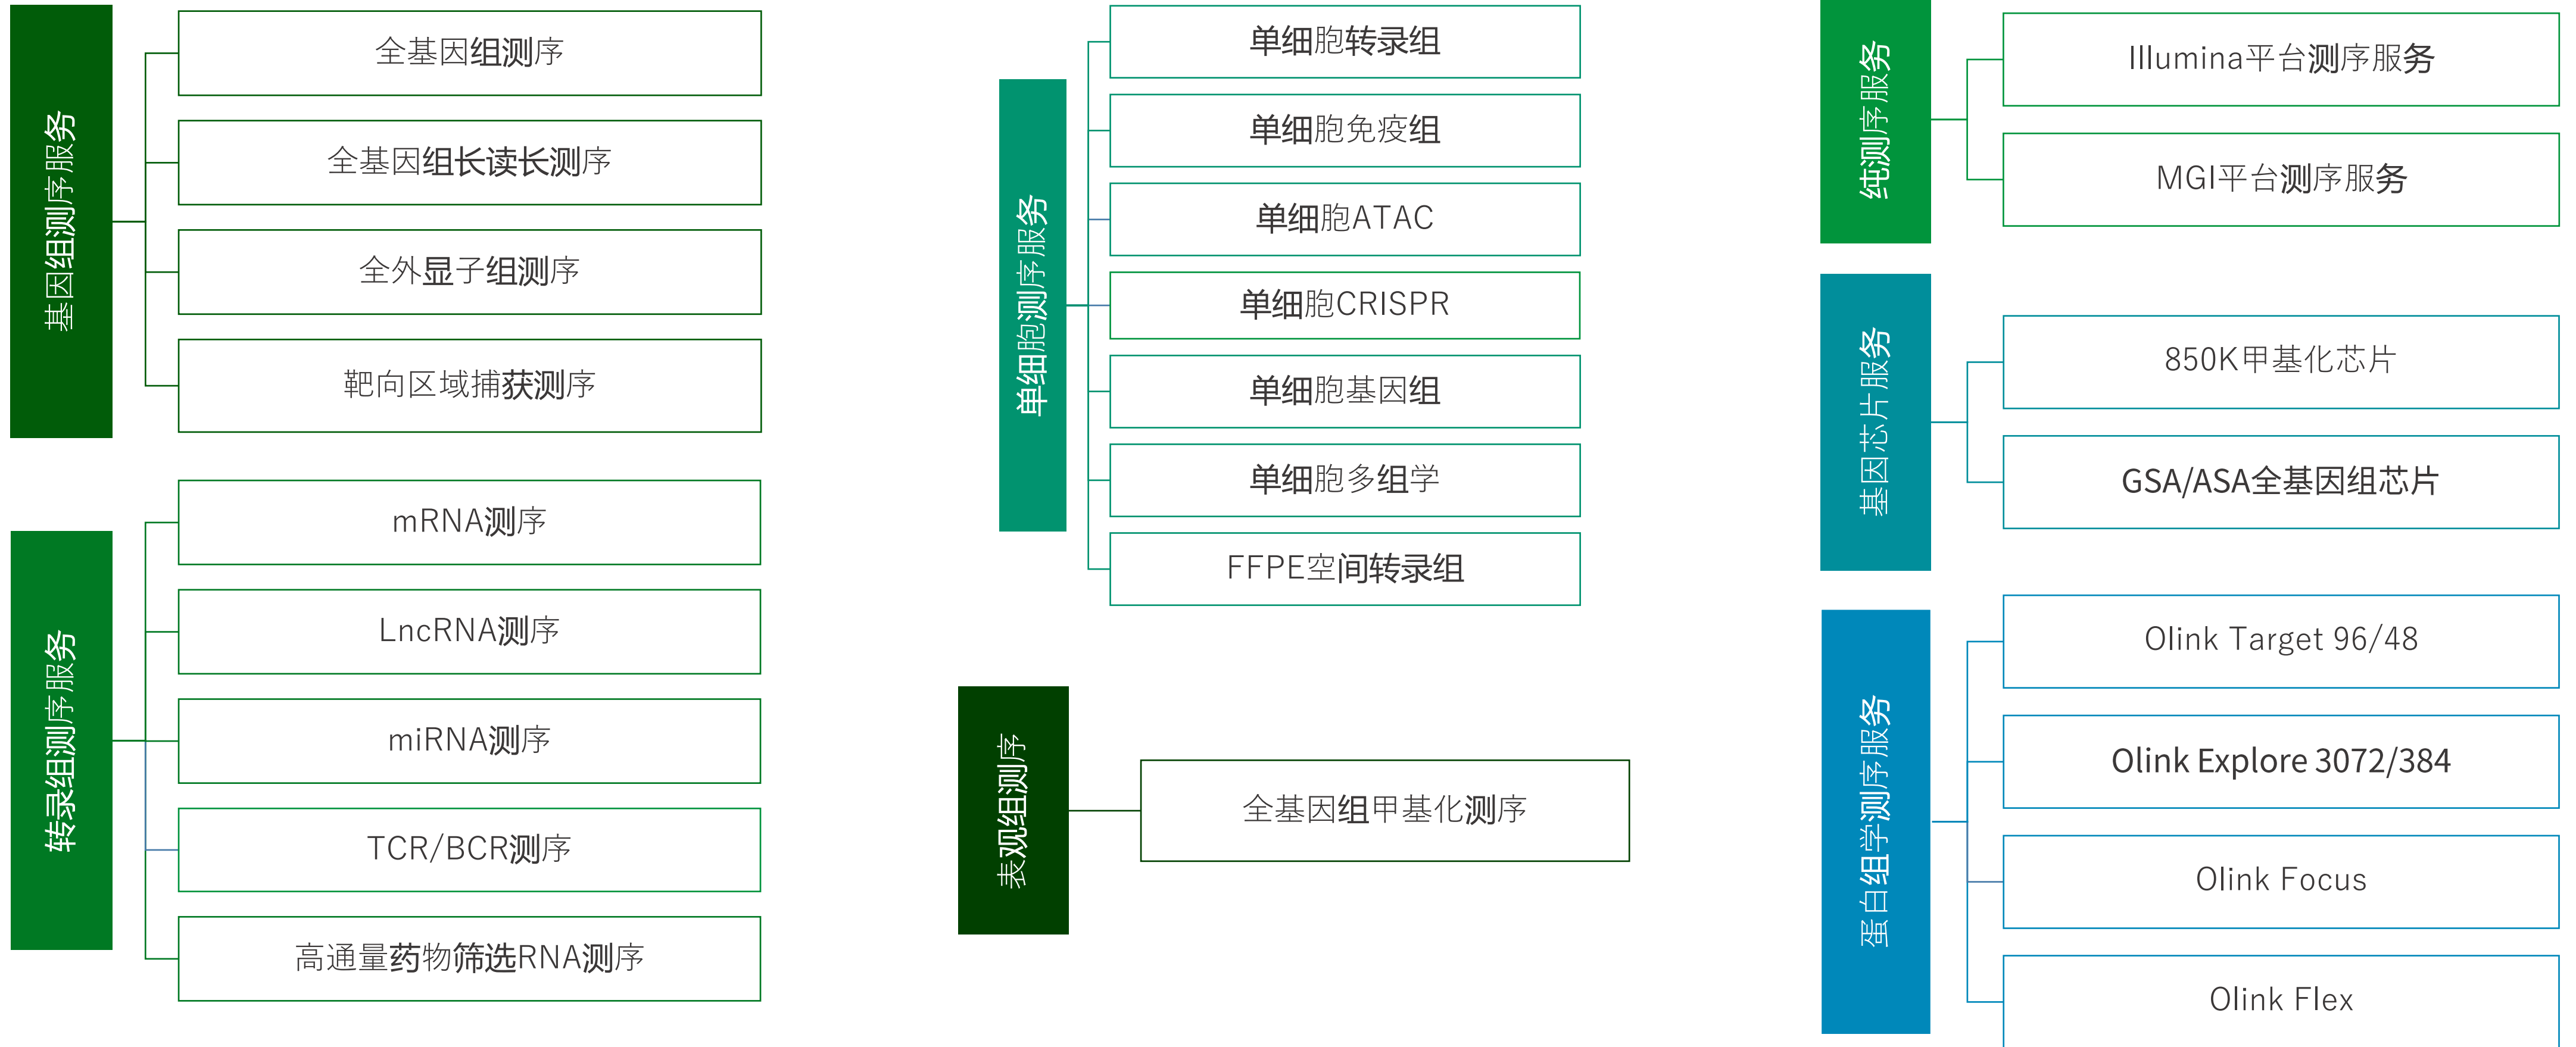 基因组测序服务
全基因组测序
全基因组长读长测序
全外显子组测序
靶向区域捕获测序
转录组测序服务
mRNA测序
LncRNA测序
miRNA测序
TCR/BCR测序
高通量药物筛选RNA测序
单细胞测序服务
单细胞转录组
单细胞免疫组
单细胞ATAC
单细胞CRISPR
单细胞基因组
单细胞多组学
FFPE空间转录组
表观组测序
全基因组甲基化测序
纯测序服务
Illumina平台测序服务
MGI平台测序服务
基因芯片服务
850K甲基化芯片
GSA/ASA全基因组芯片
蛋白组学测序服务
Olink Target 96/48
Olink Explore 3072/384
Olink Focus
Olink Flex